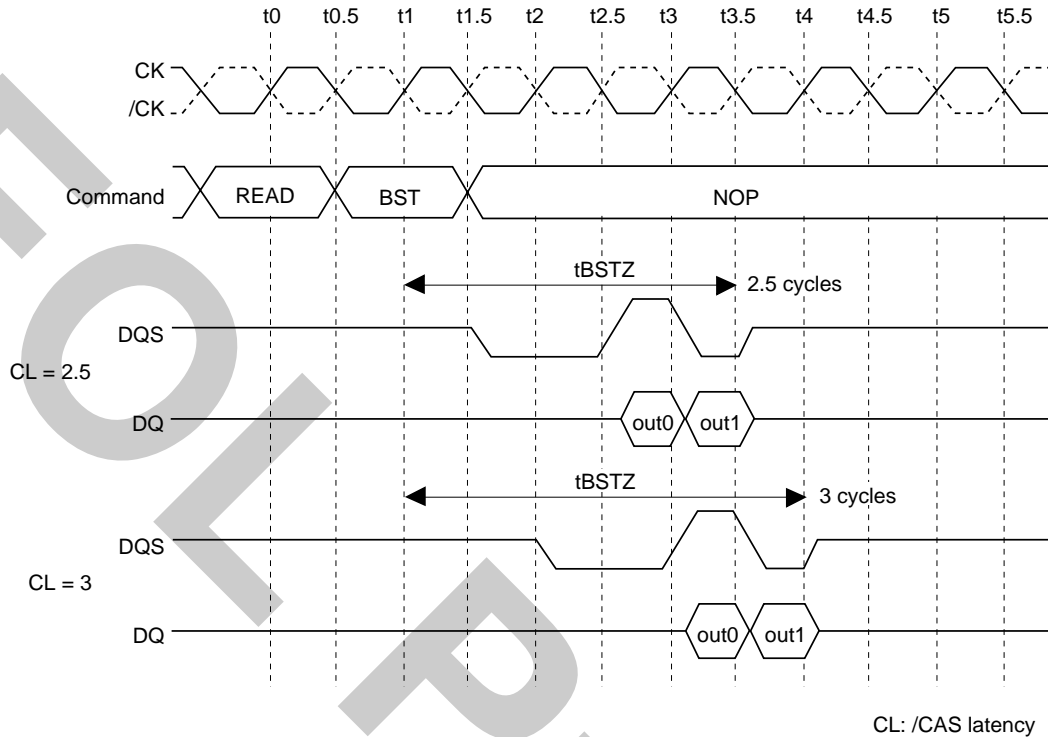 t0 t0.5 t1 t1.5 t2 t2.5 t3 t3.5 t4 t4.5 t5 t5.5
CK
/CK
Command READ BST NOP
tBSTZ
2.5 cycles
DQS
CL = 2.5
DQ out0 out1
tBSTZ
3 cycles
DQS
CL = 3
DQ out0 out1
CL: /CAS latency